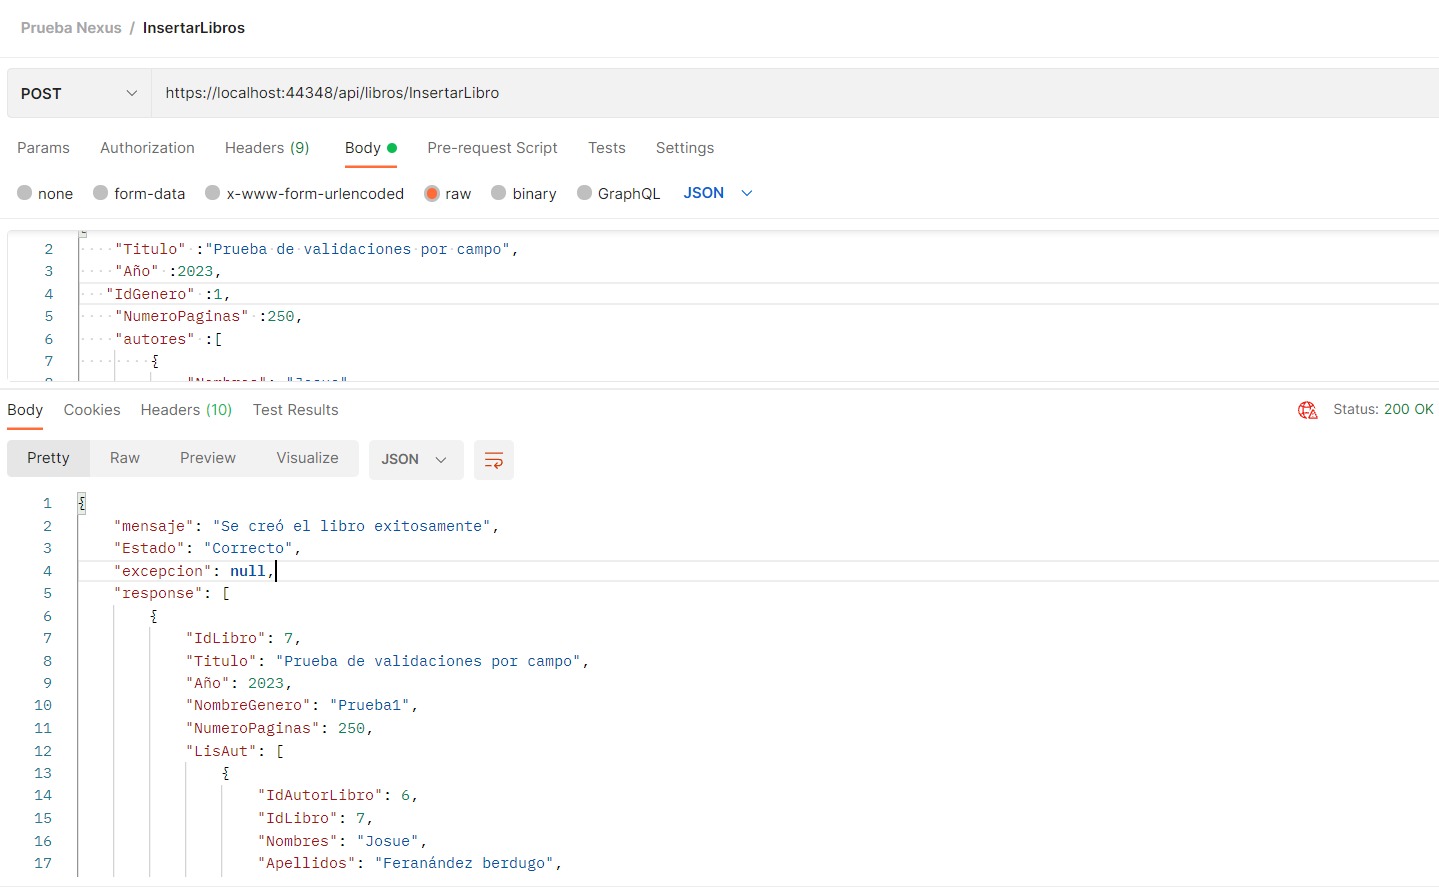 Prueba Nexus / InsertarLibros
POST https://localhost:44348/api/libros/InsertarLibro
Params Authorization Headers (9) Body Pre-request Script Tests Settings
none form-data x-www-form-urlencoded raw binary GraphQL JSON
2 "Titulo" :"Prueba de validaciones por campo",
3 "Año" :2023,
4 "IdGenero" :1,
5 "NumeroPaginas" :250,
6 "autores" :[
7 {
8 "Nombres": "Josue"
Body Cookies Headers (10) Test Results Status: 200 OK
Pretty Raw Preview Visualize JSON
1 {
2 "mensaje": "Se creó el libro exitosamente",
3 "Estado": "Correcto",
4 "excepcion": null,
5 "response": [
6 {
7 "IdLibro": 7,
8 "Titulo": "Prueba de validaciones por campo",
9 "Año": 2023,
10 "NombreGenero": "Prueba1",
11 "NumeroPaginas": 250,
12 "LisAut": [
13 {
14 "IdAutorLibro": 6,
15 "IdLibro": 7,
16 "Nombres": "Josue",
17 "Apellidos": "Feranández berdugo",